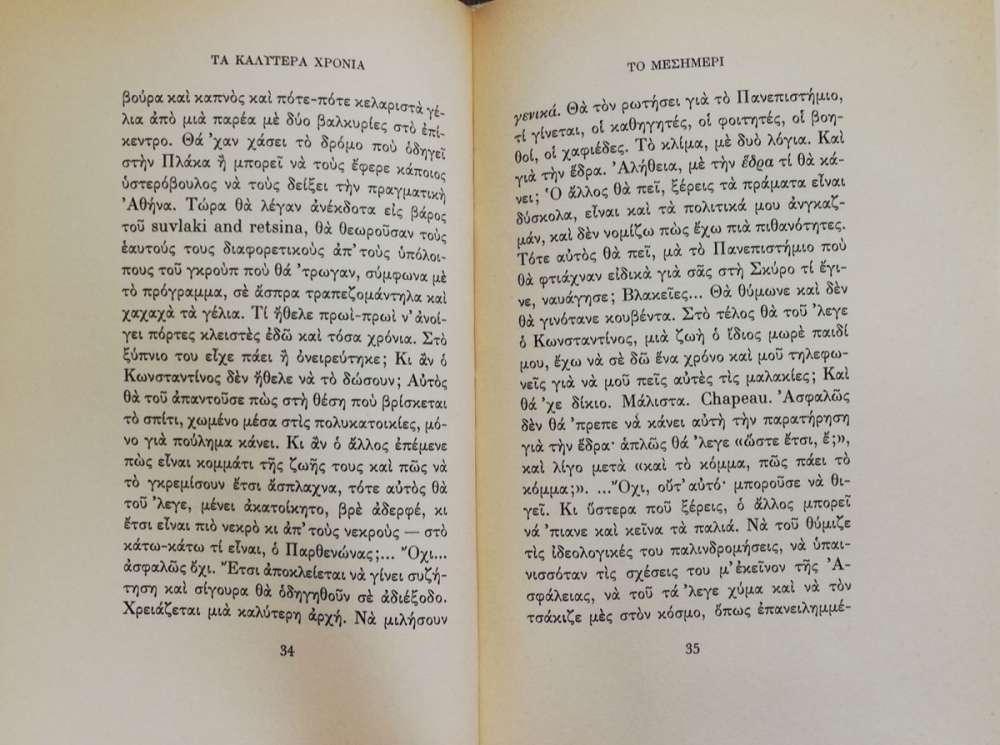 ΤΑ ΚΑΛΥΤΕΡΑ ΧΡΟΝΙΑ
βούρα καὶ καπνὸς καὶ πότε-πότε κελαριστὰ γέ-
λια ἀπὸ μιὰ παρέα μὲ δύο βαλκυρίες στὸ ἐπί-
κεντρο. Θά ’χαν χάσει τὸ δρόμο ποὺ ὁδηγεῖ
στὴν Πλάκα ἢ μπορεῖ νὰ τοὺς ἔφερε κάποιος
ὑστερόβουλος νὰ τοὺς δείξει τὴν πραγματικὴ
Ἀθήνα. Τώρα θὰ λέγαν ἀνέκδοτα εἰς βάρος
τοῦ suvlaki and retsina, θὰ θεωροῦσαν τοὺς
ἑαυτούς τους διαφορετικοὺς ἀπ’ τοὺς ὑπόλοι-
πους τοῦ γκροὺπ ποὺ θά ’τρωγαν, σύμφωνα μὲ
τὸ πρόγραμμα, σὲ ἄσπρα τραπεζομάντηλα καὶ
χαχαχὰ τὰ γέλια. Τί ἤθελε πρωὶ-πρωὶ ν’ ἀνοί-
γει πόρτες κλειστὲς ἐδῶ καὶ τόσα χρόνια. Στὸ
ξύπνιο του εἶχε πάει ἢ ὀνειρεύτηκε; Κι ἂν ὁ
Κωνσταντίνος δὲν ἤθελε νὰ τὸ δώσουν; Αὐτὸς
θὰ τοῦ ἀπαντοῦσε πὼς στὴ θέση ποὺ βρίσκεται
τὸ σπίτι, χωμένο μέσα στὶς πολυκατοικίες, μό-
νο γιὰ πούλημα κάνει. Κι ἂν ὁ ἄλλος ἐπέμενε
πὼς εἶναι κομμάτι τῆς ζωῆς τους καὶ πῶς νὰ
τὸ γκρεμίσουν ἔτσι ἄσπλαχνα, τότε αὐτὸς θὰ
τοῦ ’λεγε, μένει ἀκατοίκητο, βρὲ ἀδερφέ, κι
ἔτσι εἶναι πιὸ νεκρὸ κι ἀπ’ τοὺς νεκροὺς — στὸ
κάτω-κάτω τί εἶναι, ὁ Παρθενώνας;... Ὄχι...
ἀσφαλῶς ὄχι. Ἔτσι ἀποκλείεται νὰ γίνει συζή-
τηση καὶ σίγουρα θὰ ὁδηγηθοῦν σὲ ἀδιέξοδο.
Χρειάζεται μιὰ καλύτερη ἀρχή. Νὰ μιλήσουν
34
ΤΟ ΜΕΣΗΜΕΡΙ
γενικά. Θὰ τὸν ρωτήσει γιὰ τὸ Πανεπιστήμιο,
τί γίνεται, οἱ καθηγητές, οἱ φοιτητές, οἱ βοη-
θοί, οἱ χαφιέδες. Τὸ κλίμα, μὲ δυὸ λόγια. Καὶ
γιὰ τὴν ἕδρα. Ἀλήθεια, μὲ τὴν ἕδρα τί θὰ κά-
νει; Ὁ ἄλλος θὰ πεῖ, ξέρεις τὰ πράματα εἶναι
δύσκολα, εἶναι καὶ τὰ πολιτικά μου ἀνγκαζ-
μάν, καὶ δὲν νομίζω πὼς ἔχω πιὰ πιθανότητες.
Τότε αὐτὸς θὰ πεῖ, μὰ τὸ Πανεπιστήμιο ποὺ
θὰ φτιάχναν εἰδικὰ γιὰ σᾶς στὴ Σκύρο τί ἔγι-
νε, ναυάγησε; Βλακεῖες... Θὰ θύμωνε καὶ δὲν
θὰ γινότανε κουβέντα. Στὸ τέλος θὰ τοῦ ’λεγε
ὁ Κωνσταντίνος, μιὰ ζωὴ ὁ ἴδιος μωρὲ παιδί
μου, ἔχω νὰ σὲ δῶ ἕνα χρόνο καὶ μοῦ τηλεφω-
νεῖς γιὰ νὰ μοῦ πεῖς αὐτὲς τὶς μαλακίες; Καὶ
θά ’χε δίκιο. Μάλιστα. Chapeau. Ἀσφαλῶς
δὲν θά ’πρεπε νὰ κάνει αὐτὴ τὴν παρατήρηση
γιὰ τὴν ἕδρα· ἁπλῶς θά ’λεγε «ὥστε ἔτσι, ἔ;»,
καὶ λίγο μετὰ «καὶ τὸ κόμμα, πῶς πάει τὸ
κόμμα;». ...Ὄχι, οὔτ’ αὐτό· μποροῦσε νὰ θι-
γεῖ. Κι ὕστερα ποῦ ξέρεις, ὁ ἄλλος μπορεῖ
νά ’πιανε καὶ κεῖνα τὰ παλιά. Νὰ τοῦ θύμιζε
τὶς ἰδεολογικές του παλινδρομήσεις, νὰ ὑπαι-
νισσόταν τὶς σχέσεις του μ’ ἐκεῖνον τῆς Ἀ-
σφάλειας, νὰ τοῦ τά ’λεγε χύμα καὶ νὰ τὸν
τσάκιζε μὲς στὸν κόσμο, ὅπως ἐπανειλημμέ-
35